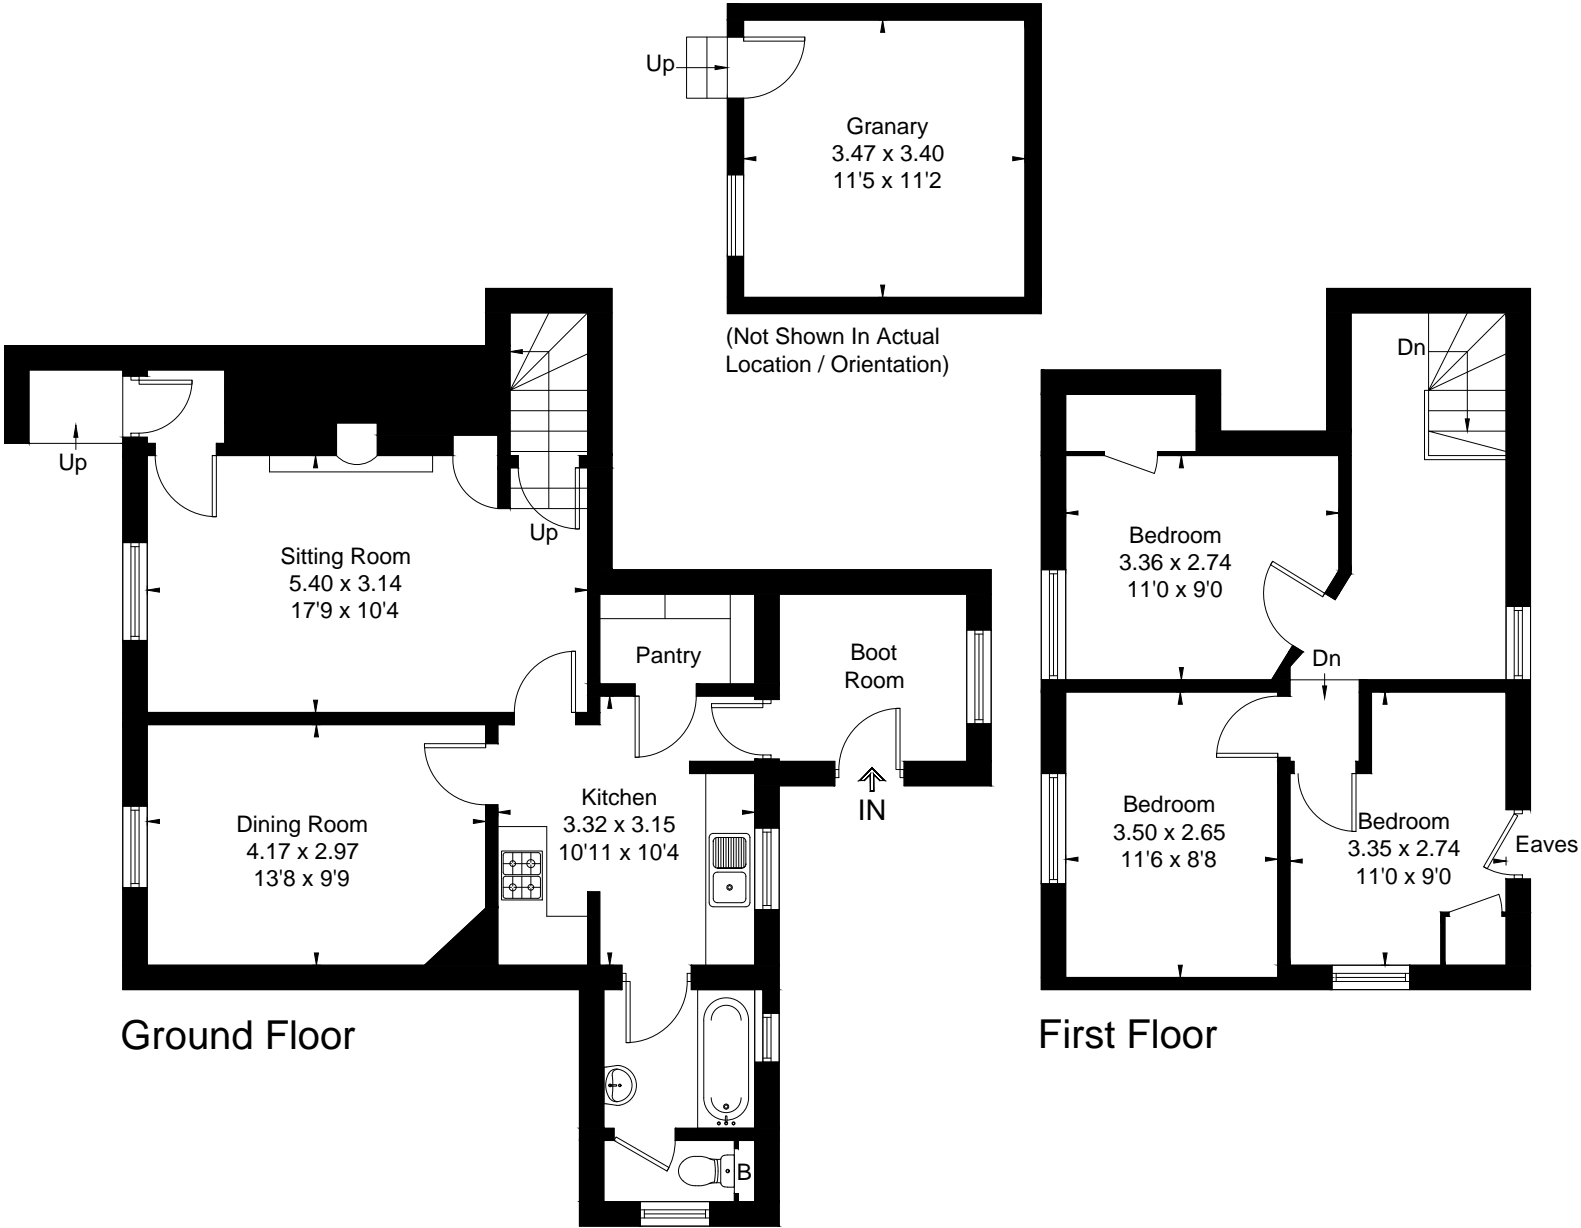 Up
Granary
3.47 x 3.40
11'5 x 11'2
(Not Shown In Actual
Location / Orientation)
Up
Up
Sitting Room
5.40 x 3.14
17'9 x 10'4
Pantry
Boot
Room
Dining Room
4.17 x 2.97
13'8 x 9'9
Kitchen
3.32 x 3.15
10'11 x 10'4
IN
B
Ground Floor
Dn
Bedroom
3.36 x 2.74
11'0 x 9'0
Dn
Bedroom
3.50 x 2.65
11'6 x 8'8
Bedroom
3.35 x 2.74
11'0 x 9'0
Eaves
First Floor